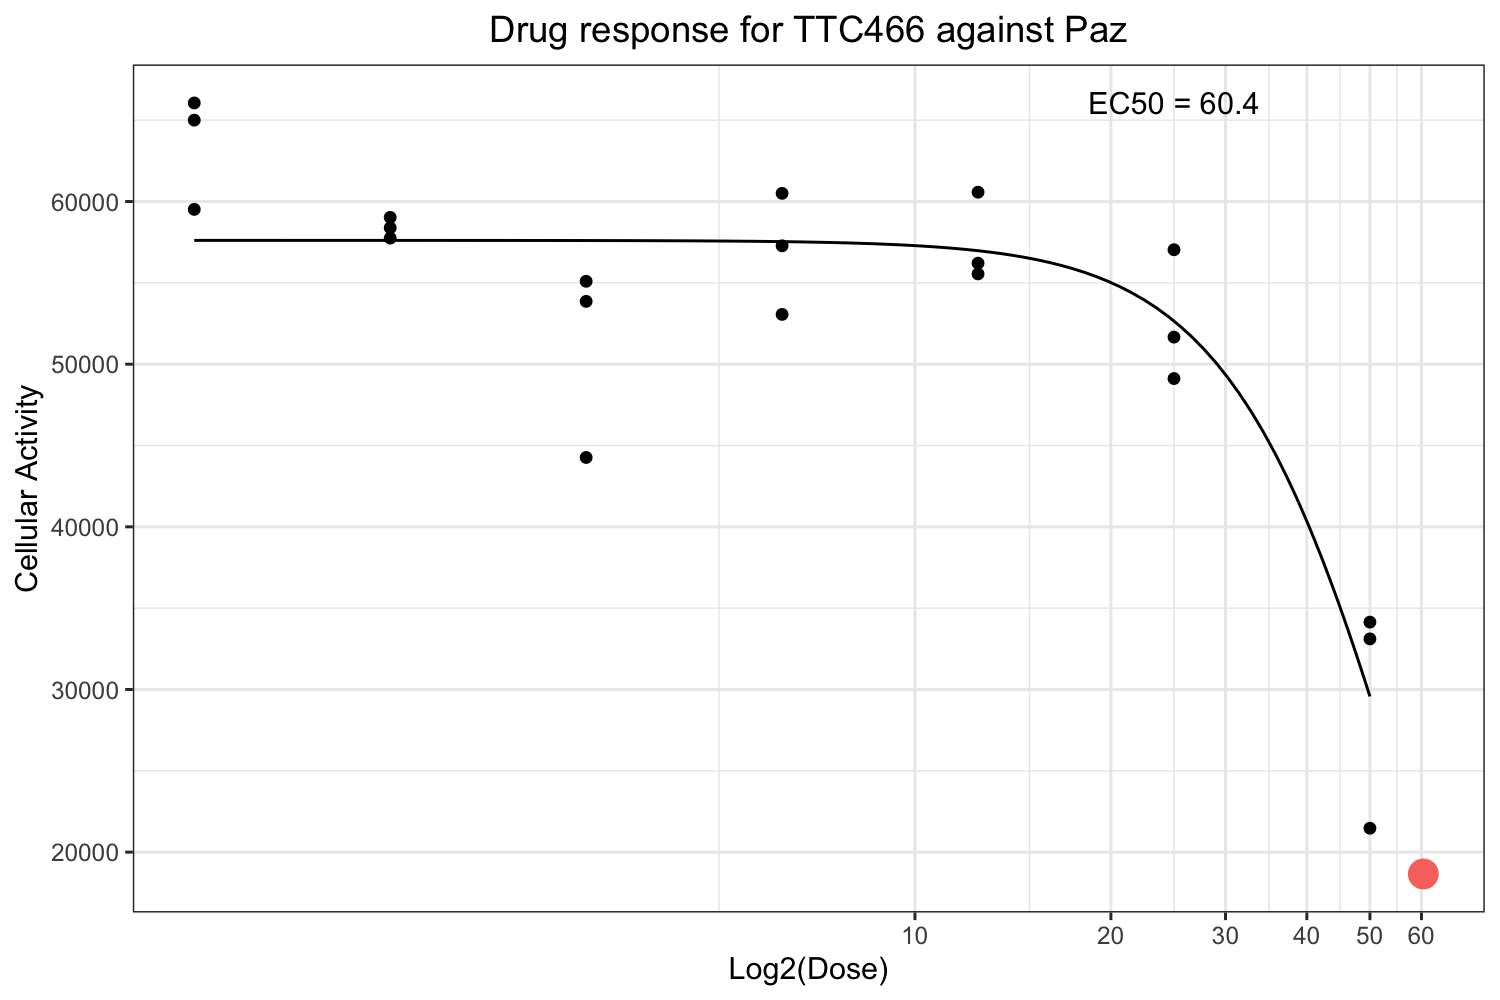 Drug response for TTC466 against Paz
EC50 = 60.4
Cellular Activity
60000
50000
40000
30000
20000
10 20 30 40 50 60
Log2(Dose)